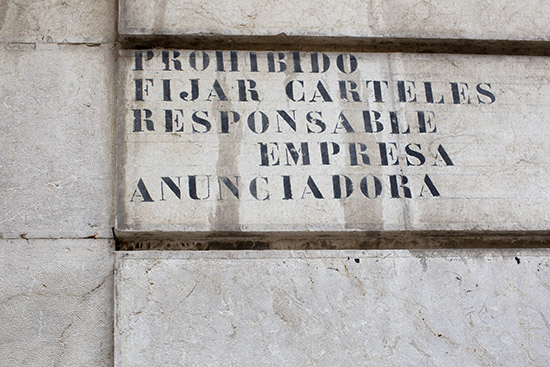 PROHIBIDO
FIJAR CARTELES
RESPONSABLE
EMPRESA
ANUNCIADORA